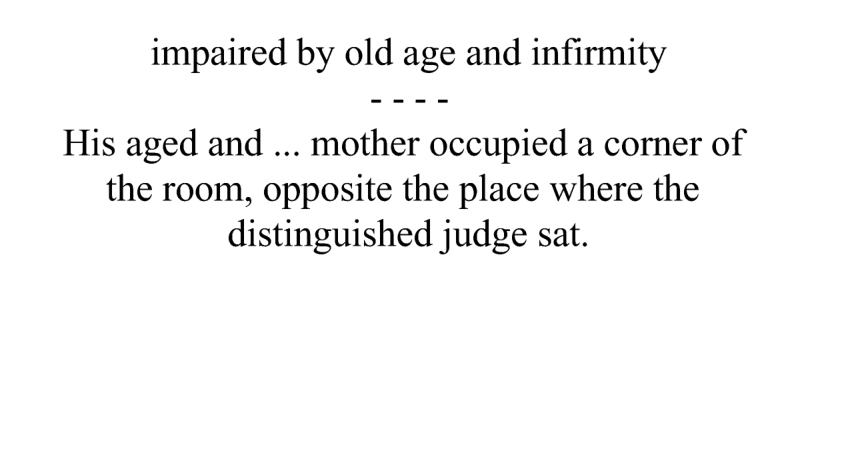 impaired by old age and infirmity
- - - -
His aged and ... mother occupied a corner of
the room, opposite the place where the
distinguished judge sat.